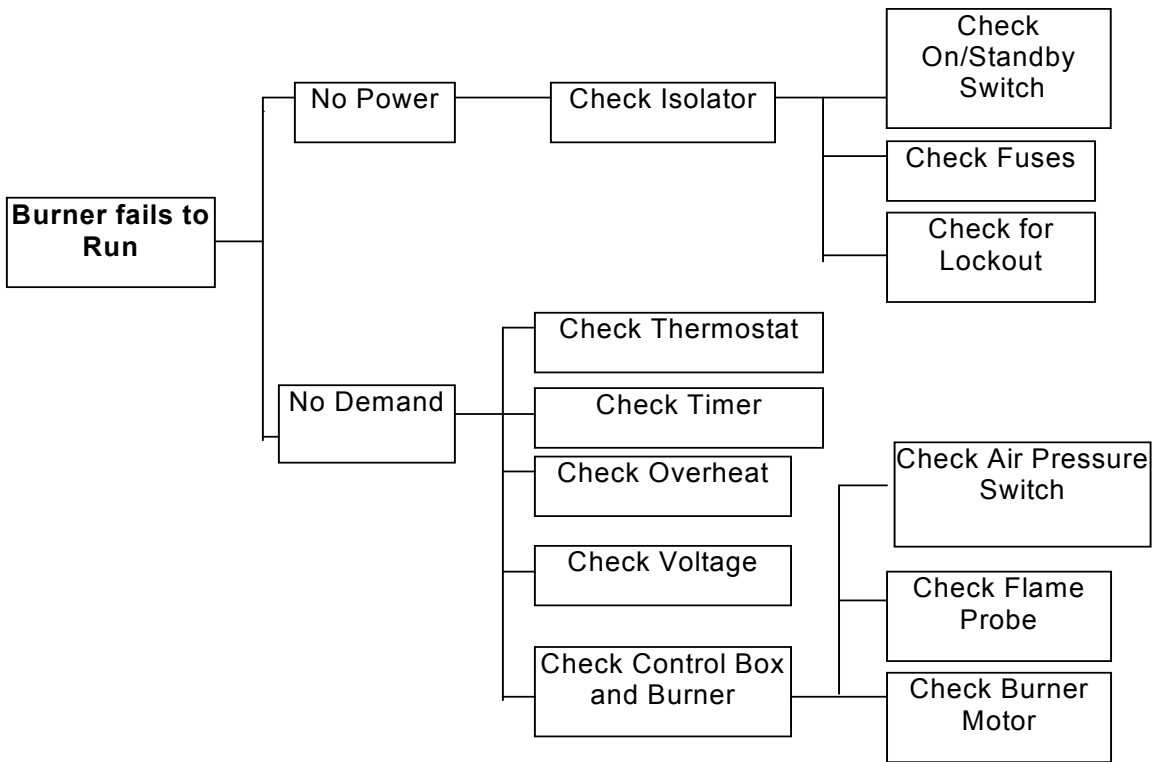 Burner fails to
Run
No Power
Check Isolator
Check
On/Standby
Switch
Check Fuses
Check for
Lockout
No Demand
Check Thermostat
Check Timer
Check Overheat
Check Voltage
Check Control Box
and Burner
Check Air Pressure
Switch
Check Flame
Probe
Check Burner
Motor